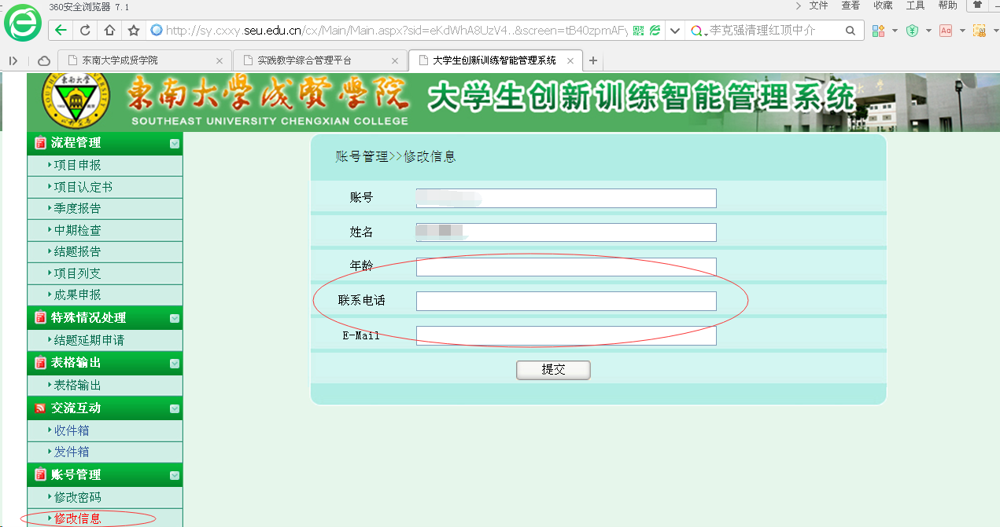 360安全浏览器 7.1
文件 查看 收藏 工具 帮助
http://sy.cxxy.seu.edu.cn/cx/Main/Main.aspx?sid=eKdWhA8UzV4..&screen=tB40zpmAFy
李克强清理红顶中介
东南大学成贤学院
实践教学综合管理平台
大学生创新训练智能管理系统
東南大學成賢學院 大学生创新训练智能管理系统
SOUTHEAST UNIVERSITY CHENGXIAN COLLEGE
流程管理
项目申报
项目认定书
季度报告
中期检查
结题报告
项目列支
成果申报
特殊情况处理
结题延期申请
表格输出
表格输出
交流互动
收件箱
发件箱
账号管理
修改密码
修改信息
账号管理>>修改信息
账号
姓名
年龄
联系电话
E-Mail
提交